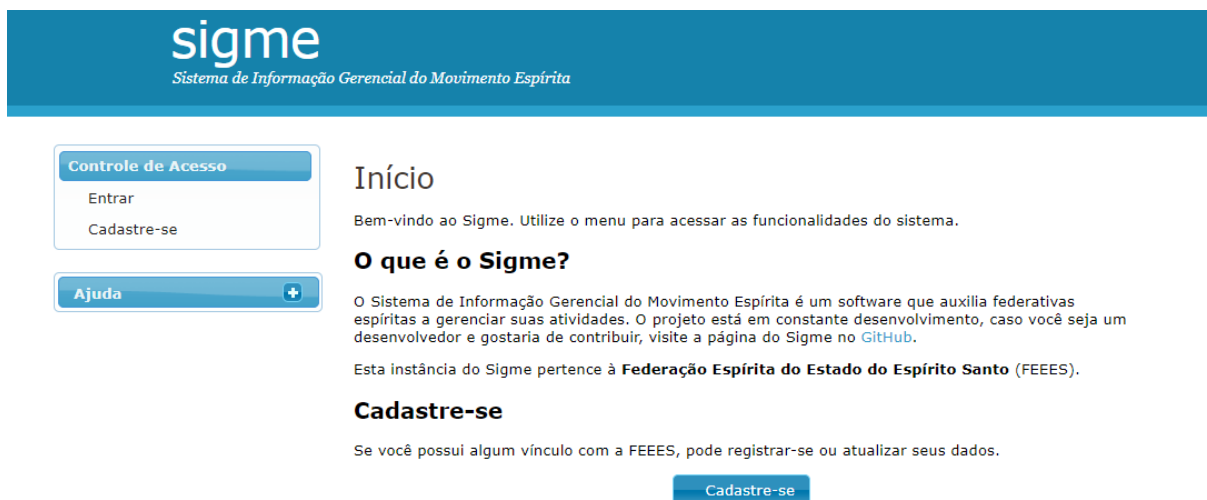 sigme
Sistema de Informação Gerencial do Movimento Espírita
Controle de Acesso
Entrar
Cadastre-se
Ajuda
Início
Bem-vindo ao Sigme. Utilize o menu para acessar as funcionalidades do sistema.
O que é o Sigme?
O Sistema de Informação Gerencial do Movimento Espírita é um software que auxilia federativas
espíritas a gerenciar suas atividades. O projeto está em constante desenvolvimento, caso você seja um
desenvolvedor e gostaria de contribuir, visite a página do Sigme no GitHub.
Esta instância do Sigme pertence à Federação Espírita do Estado do Espírito Santo (FEEES).
Cadastre-se
Se você possui algum vínculo com a FEEES, pode registrar-se ou atualizar seus dados.
Cadastre-se